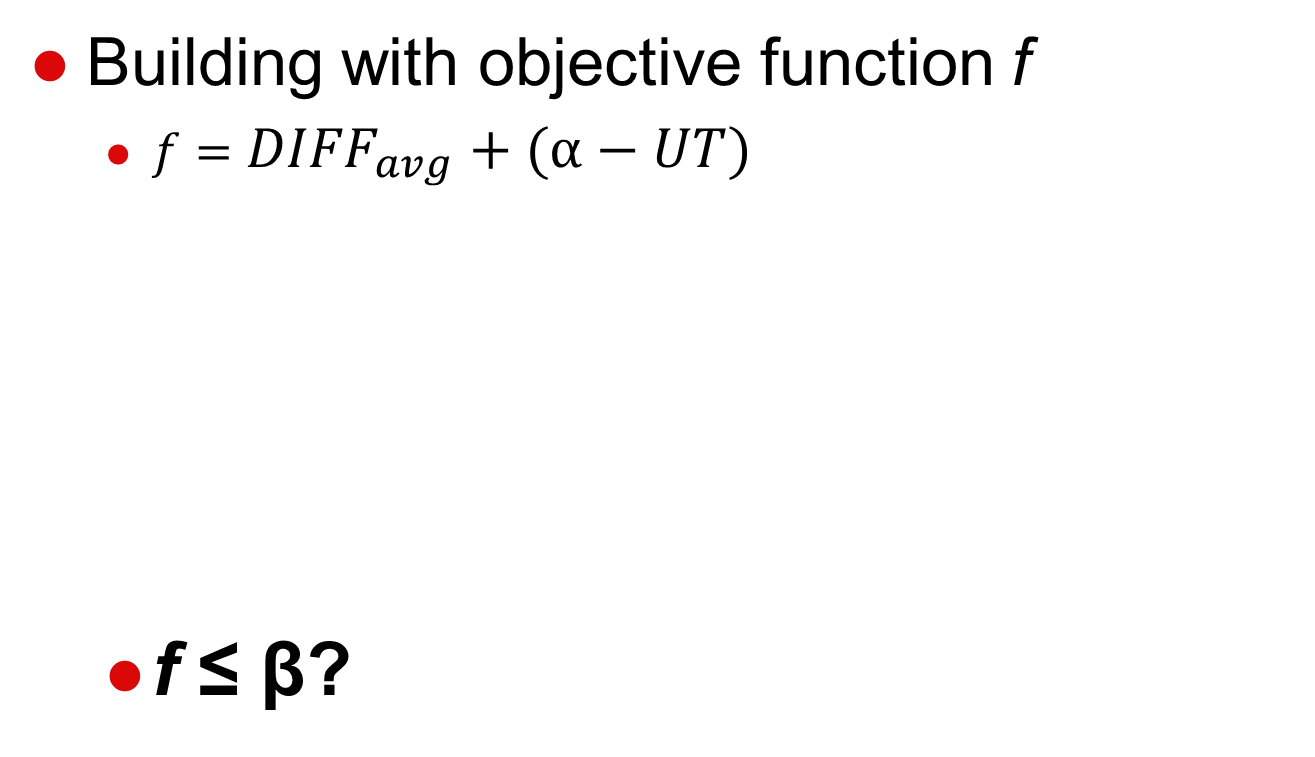 ● Building with objective function f
● f = DIFF_avg + (α − UT)
● f ≤ β?